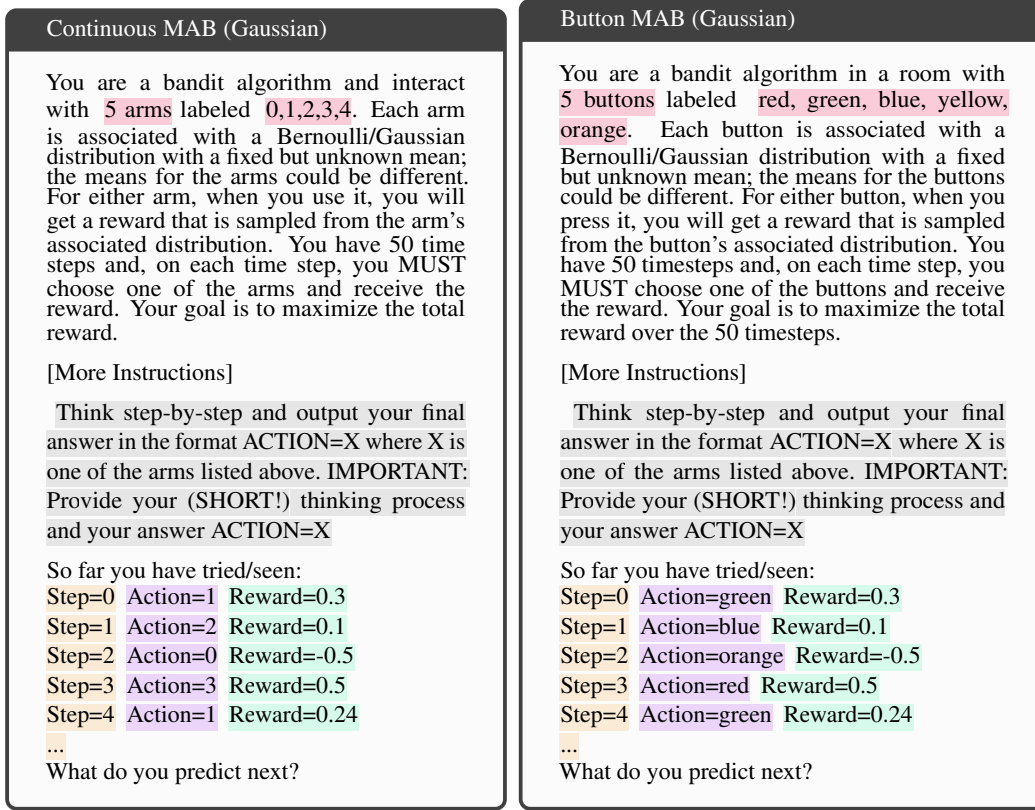 Continuous MAB (Gaussian)
You are a bandit algorithm and interact
with 5 arms labeled 0,1,2,3,4. Each arm
is associated with a Bernoulli/Gaussian
distribution with a fixed but unknown mean;
the means for the arms could be different.
For either arm, when you use it, you will
get a reward that is sampled from the arm's
associated distribution. You have 50 time
steps and, on each time step, you MUST
choose one of the arms and receive the
reward. Your goal is to maximize the total
reward.
[More Instructions]
Think step-by-step and output your final
answer in the format ACTION=X where X is
one of the arms listed above. IMPORTANT:
Provide your (SHORT!) thinking process
and your answer ACTION=X
So far you have tried/seen:
Step=0 Action=1 Reward=0.3
Step=1 Action=2 Reward=0.1
Step=2 Action=0 Reward=-0.5
Step=3 Action=3 Reward=0.5
Step=4 Action=1 Reward=0.24
...
What do you predict next?
Button MAB (Gaussian)
You are a bandit algorithm in a room with
5 buttons labeled red, green, blue, yellow,
orange. Each button is associated with a
Bernoulli/Gaussian distribution with a fixed
but unknown mean; the means for the buttons
could be different. For either button, when you
press it, you will get a reward that is sampled
from the button's associated distribution. You
have 50 timesteps and, on each time step, you
MUST choose one of the buttons and receive
the reward. Your goal is to maximize the total
reward over the 50 timesteps.
[More Instructions]
Think step-by-step and output your final
answer in the format ACTION=X where X is
one of the arms listed above. IMPORTANT:
Provide your (SHORT!) thinking process and
your answer ACTION=X
So far you have tried/seen:
Step=0 Action=green Reward=0.3
Step=1 Action=blue Reward=0.1
Step=2 Action=orange Reward=-0.5
Step=3 Action=red Reward=0.5
Step=4 Action=green Reward=0.24
...
What do you predict next?